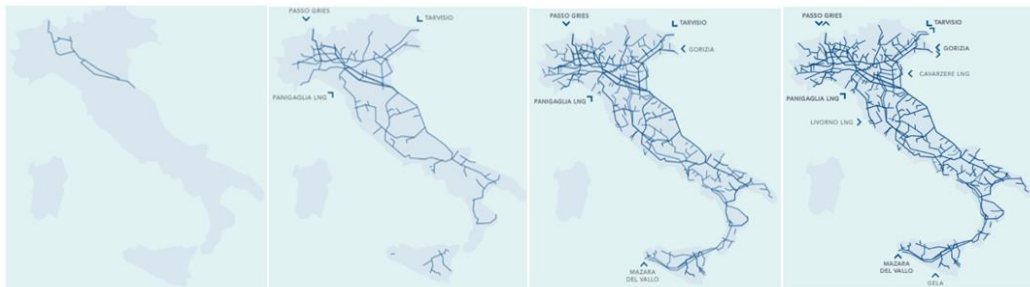 PASSO GRIES
TARVISIO
PANIGAGLIA LNG
PASSO GRIES
TARVISIO
GORIZIA
PANIGAGLIA LNG
MAZARA
DEL VALLO
PASSO GRIES
TARVISIO
GORIZIA
CAVARZERE LNG
PANIGAGLIA LNG
LIVORNO LNG
MAZARA
DEL VALLO
GELA